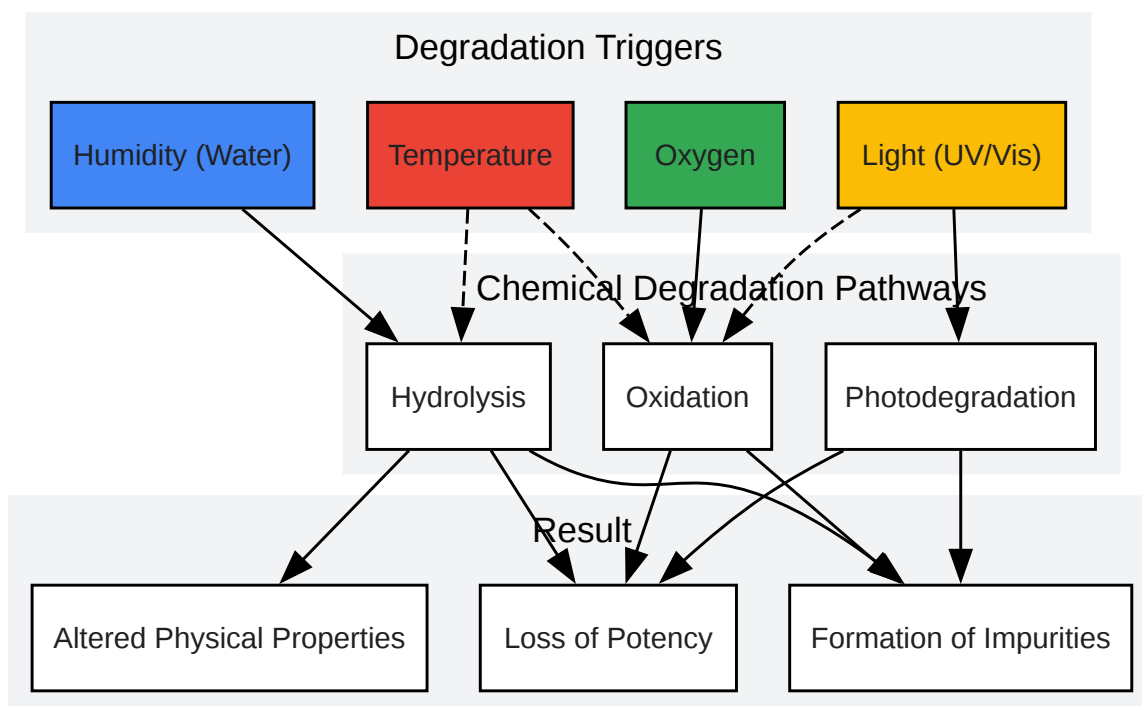 Degradation Triggers
Humidity (Water)
Temperature
Oxygen
Light (UV/Vis)
Chemical Degradation Pathways
Hydrolysis
Oxidation
Photodegradation
Result
Altered Physical Properties
Loss of Potency
Formation of Impurities